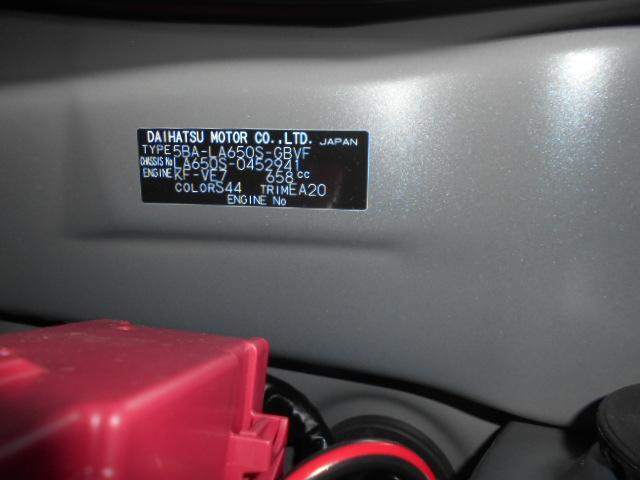 DAIHATSU MOTOR CO.,LTD. JAPAN
TYPE 5BA-LA650S-GBVF
CHASSIS No LA650S-0452941
ENGINE KF-VE7 658cc
COLOR S44 TRIM EA20
ENGINE No